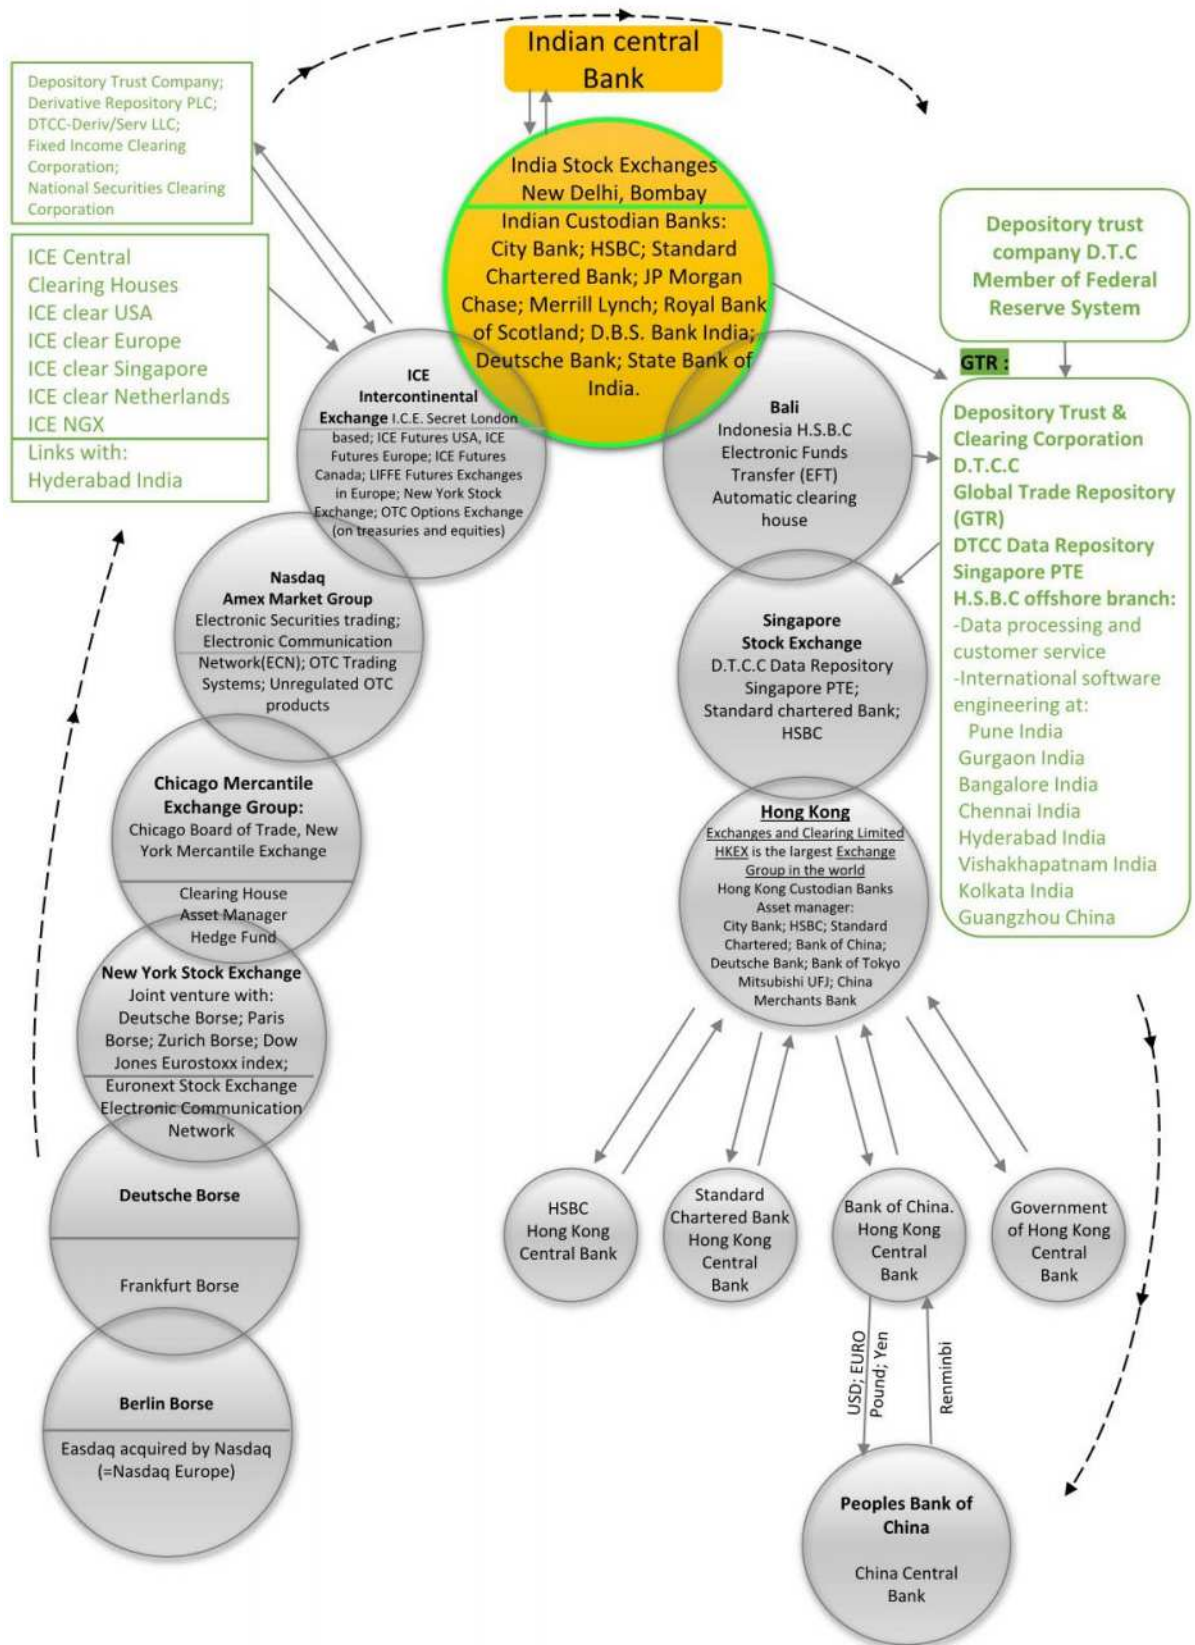 Indian central
Bank
Depository Trust Company;
Derivative Repository PLC;
DTCC-Deriv/Serv LLC;
Fixed Income Clearing
Corporation;
National Securities Clearing
Corporation
ICE Central
Clearing Houses
ICE clear USA
ICE clear Europe
ICE clear Singapore
ICE clear Netherlands
ICE NGX
Links with:
Hyderabad India
India Stock Exchanges
New Delhi, Bombay
Indian Custodian Banks:
City Bank; HSBC; Standard
Chartered Bank; JP Morgan
Chase; Merrill Lynch; Royal Bank
of Scotland; D.B.S. Bank India;
Deutsche Bank; State Bank of
India.
Depository trust
company D.T.C
Member of Federal
Reserve System
GTR :
Depository Trust &
Clearing Corporation
D.T.C.C
Global Trade Repository
(GTR)
DTCC Data Repository
Singapore PTE
H.S.B.C offshore branch:
-Data processing and
customer service
-International software
engineering at:
Pune India
Gurgaon India
Bangalore India
Chennai India
Hyderabad India
Vishakhapatnam India
Kolkata India
Guangzhou China
ICE
Intercontinental
Exchange I.C.E. Secret London
based; ICE Futures USA, ICE
Futures Europe; ICE Futures
Canada; LIFFE Futures Exchanges
in Europe; New York Stock
Exchange; OTC Options Exchange
(on treasuries and equities)
Nasdaq
Amex Market Group
Electronic Securities trading;
Electronic Communication
Network(ECN); OTC Trading
Systems; Unregulated OTC
products
Chicago Mercantile
Exchange Group:
Chicago Board of Trade, New
York Mercantile Exchange
Clearing House
Asset Manager
Hedge Fund
New York Stock Exchange
Joint venture with:
Deutsche Borse; Paris
Borse; Zurich Borse; Dow
Jones Eurostoxx index;
Euronext Stock Exchange
Electronic Communication
Network
Deutsche Borse
Frankfurt Borse
Berlin Borse
Easdaq acquired by Nasdaq
(=Nasdaq Europe)
Bali
Indonesia H.S.B.C
Electronic Funds
Transfer (EFT)
Automatic clearing
house
Singapore
Stock Exchange
D.T.C.C Data Repository
Singapore PTE;
Standard chartered Bank;
HSBC
Hong Kong
Exchanges and Clearing Limited
HKEX is the largest Exchange
Group in the world
Hong Kong Custodian Banks
Asset manager:
City Bank; HSBC; Standard
Chartered; Bank of China;
Deutsche Bank; Bank of Tokyo
Mitsubishi UFJ; China
Merchants Bank
HSBC
Hong Kong
Central Bank
Standard
Chartered Bank
Hong Kong
Central
Bank
Bank of China.
Hong Kong
Central
Bank
Government
of Hong Kong
Central
Bank
USD; EURO
Pound; Yen
Renminbi
Peoples Bank of
China
China Central
Bank